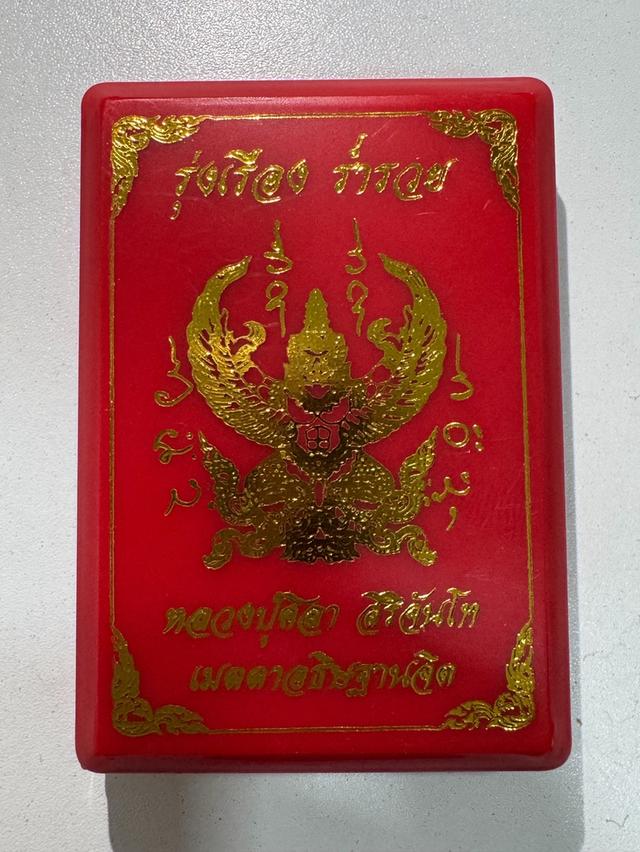 รุ่งเรือง ร่ำรวย
หลวงปู่ศิลา สิริจันโท
เมตตาอธิษฐานจิต